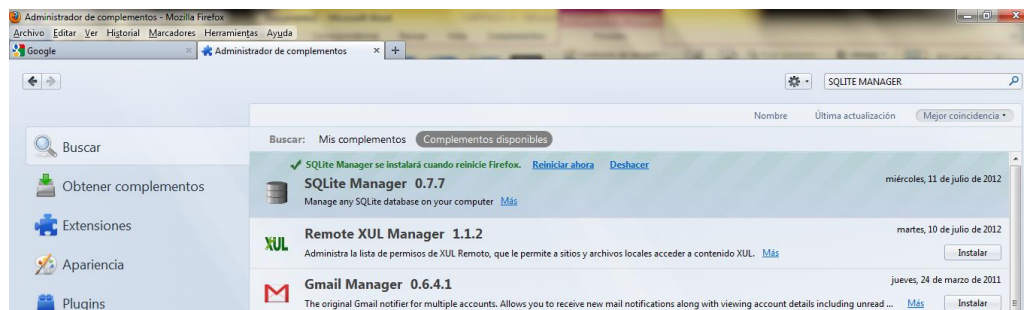 Administrador de complementos - Mozilla Firefox
Archivo Editar Ver Historial Marcadores Herramientas Ayuda
Google × Administrador de complementos × +
SQLITE MANAGER
Nombre Última actualización Mejor coincidencia
Buscar
Obtener complementos
Extensiones
Apariencia
Plugins
Buscar: Mis complementos Complementos disponibles
SQLite Manager se instalará cuando reinicie Firefox. Reiniciar ahora Deshacer
SQLite Manager 0.7.7 miércoles, 11 de julio de 2012
Manage any SQLite database on your computer Más
XUL
Remote XUL Manager 1.1.2 martes, 10 de julio de 2012
Administra la lista de permisos de XUL Remoto, que le permite a sitios y archivos locales acceder a contenido XUL. Más Instalar
Gmail Manager 0.6.4.1 jueves, 24 de marzo de 2011
The original Gmail notifier for multiple accounts. Allows you to receive new mail notifications along with viewing account details including unread ... Más Instalar